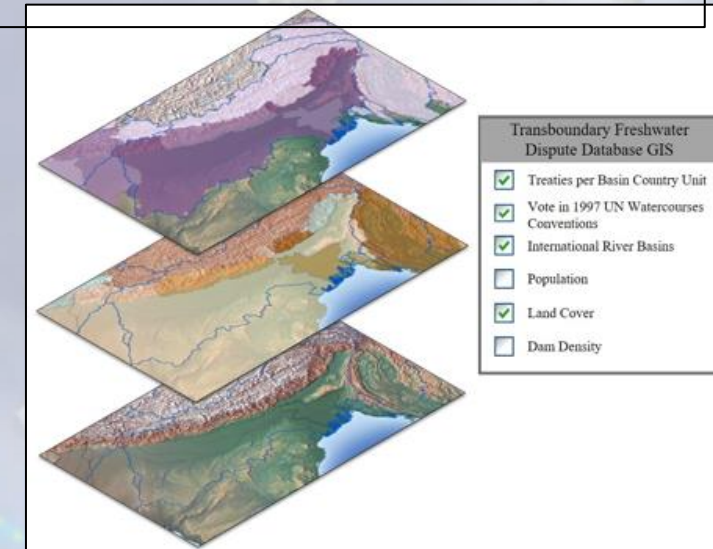 Transboundary Freshwater
Dispute Database GIS
Treaties per Basin Country Unit
Vote in 1997 UN Watercourses
Conventions
International River Basins
Population
Land Cover
Dam Density